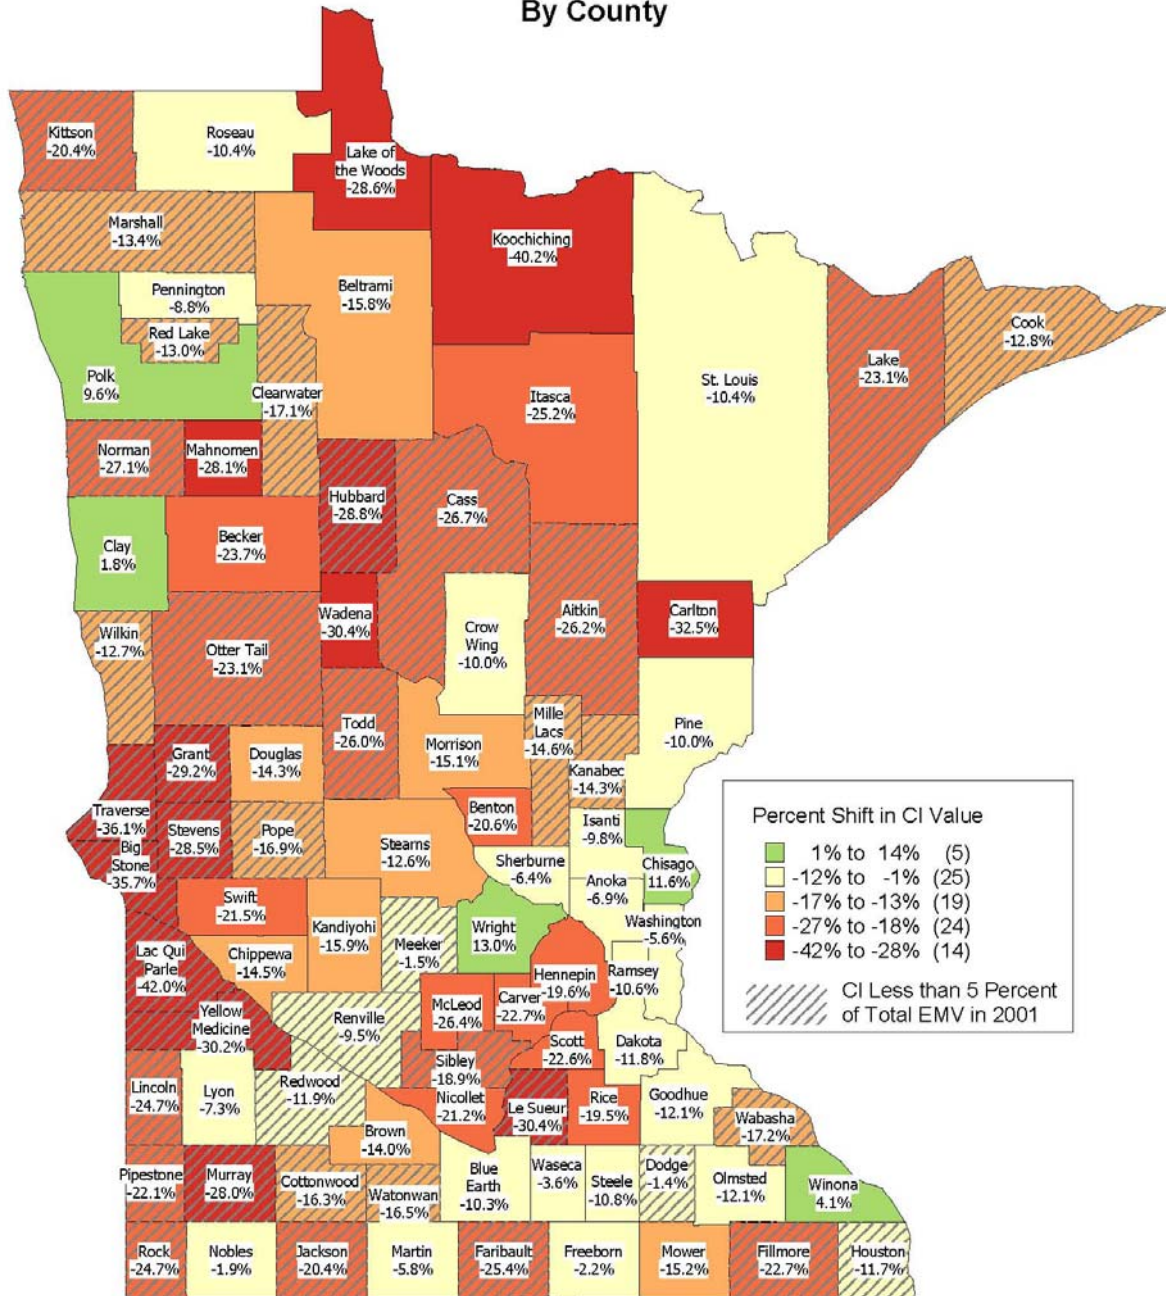 By County
Kittson
-20.4%
Roseau
-10.4%
Lake of
the Woods
-28.6%
Koochiching
-40.2%
Marshall
-13.4%
Beltrami
-15.8%
Pennington
-8.8%
Red Lake
-13.0%
Polk
9.6%
Clearwater
-17.1%
Itasca
-25.2%
St. Louis
-10.4%
Lake
-23.1%
Cook
-12.8%
Norman
-27.1%
Mahnomen
-28.1%
Hubbard
-28.8%
Cass
-26.7%
Clay
1.8%
Becker
-23.7%
Wadena
-30.4%
Crow
Wing
-10.0%
Aitkin
-26.2%
Carlton
-32.5%
Wilkin
-12.7%
Otter Tail
-23.1%
Todd
-26.0%
Morrison
-15.1%
Mille
Lacs
-14.6%
Kanabec
-14.3%
Pine
-10.0%
Grant
-29.2%
Douglas
-14.3%
Traverse
-36.1%
Big
Stone
-35.7%
Stevens
-28.5%
Pope
-16.9%
Stearns
-12.6%
Benton
-20.6%
Sherburne
-6.4%
Isanti
-9.8%
Chisago
11.6%
Anoka
-6.9%
Washington
-5.6%
Swift
-21.5%
Kandiyohi
-15.9%
Meeker
-1.5%
Wright
13.0%
Lac Qui
Parle
-42.0%
Chippewa
-14.5%
Hennepin
-19.6%
Ramsey
-10.6%
McLeod
-26.4%
Carver
-22.7%
Yellow
Medicine
-30.2%
Renville
-9.5%
Scott
-22.6%
Dakota
-11.8%
Sibley
-18.9%
Lincoln
-24.7%
Lyon
-7.3%
Redwood
-11.9%
Nicollet
-21.2%
Le Sueur
-30.4%
Rice
-19.5%
Goodhue
-12.1%
Wabasha
-17.2%
Brown
-14.0%
Pipestone
-22.1%
Murray
-28.0%
Cottonwood
-16.3%
Watonwan
-16.5%
Blue
Earth
-10.3%
Waseca
-3.6%
Steele
-10.8%
Dodge
-1.4%
Olmsted
-12.1%
Winona
4.1%
Rock
-24.7%
Nobles
-1.9%
Jackson
-20.4%
Martin
-5.8%
Faribault
-25.4%
Freeborn
-2.2%
Mower
-15.2%
Fillmore
-22.7%
Houston
-11.7%
Percent Shift in CI Value
1% to 14% (5)
-12% to -1% (25)
-17% to -13% (19)
-27% to -18% (24)
-42% to -28% (14)
CI Less than 5 Percent
of Total EMV in 2001